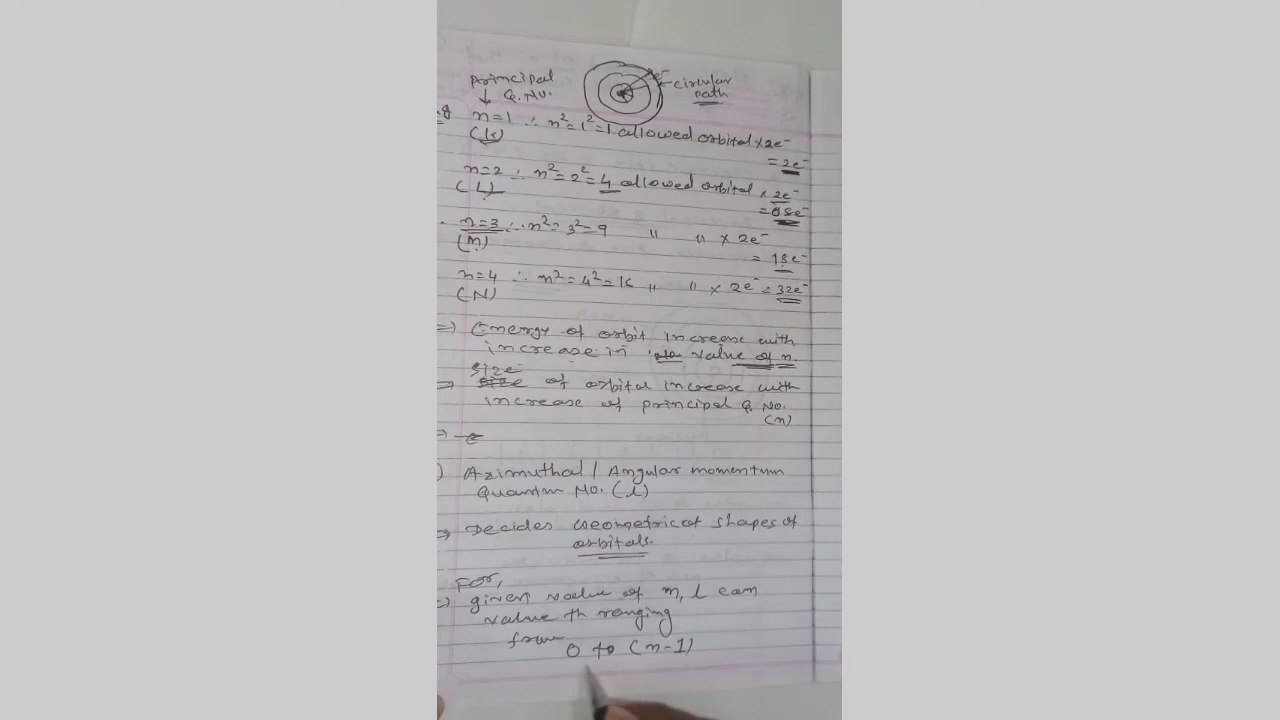 Principal
Q. No.
e-
circular
path
n=1 ∴ n²=1²=1 allowed orbital × 2e-
(K)
= 2e-
n=2 ∴ n²=2²=4 allowed orbital × 2e-
(L)
= 8e-
n=3 ∴ n²=3²=9 " " × 2e-
(M)
= 18e-
n=4 ∴ n²=4²=16 " " × 2e- = 32e-
(N)
=) Energy of orbit increase with
increase in value of n.
size
=> of orbital increase with
increase of principal Q. No.
(n)
=>
) Azimuthal / Angular momentum
Quantm No. (l)
=> Decides Geometrical shapes of
orbitals.
For,
=) given value of n, l can
value th ranging
from
0 to (n-1)